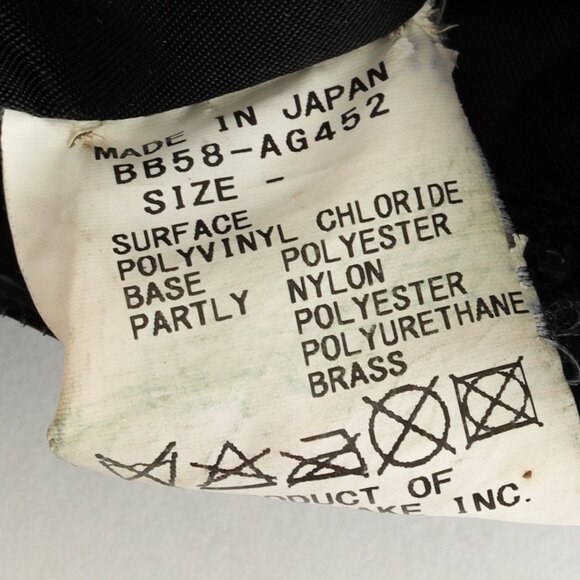 MADE IN JAPAN
BB58-AG452
SIZE -
SURFACE
POLYVINYL CHLORIDE
BASE POLYESTER
PARTLY NYLON
POLYESTER
POLYURETHANE
BRASS
PRODUCT OF
INC.